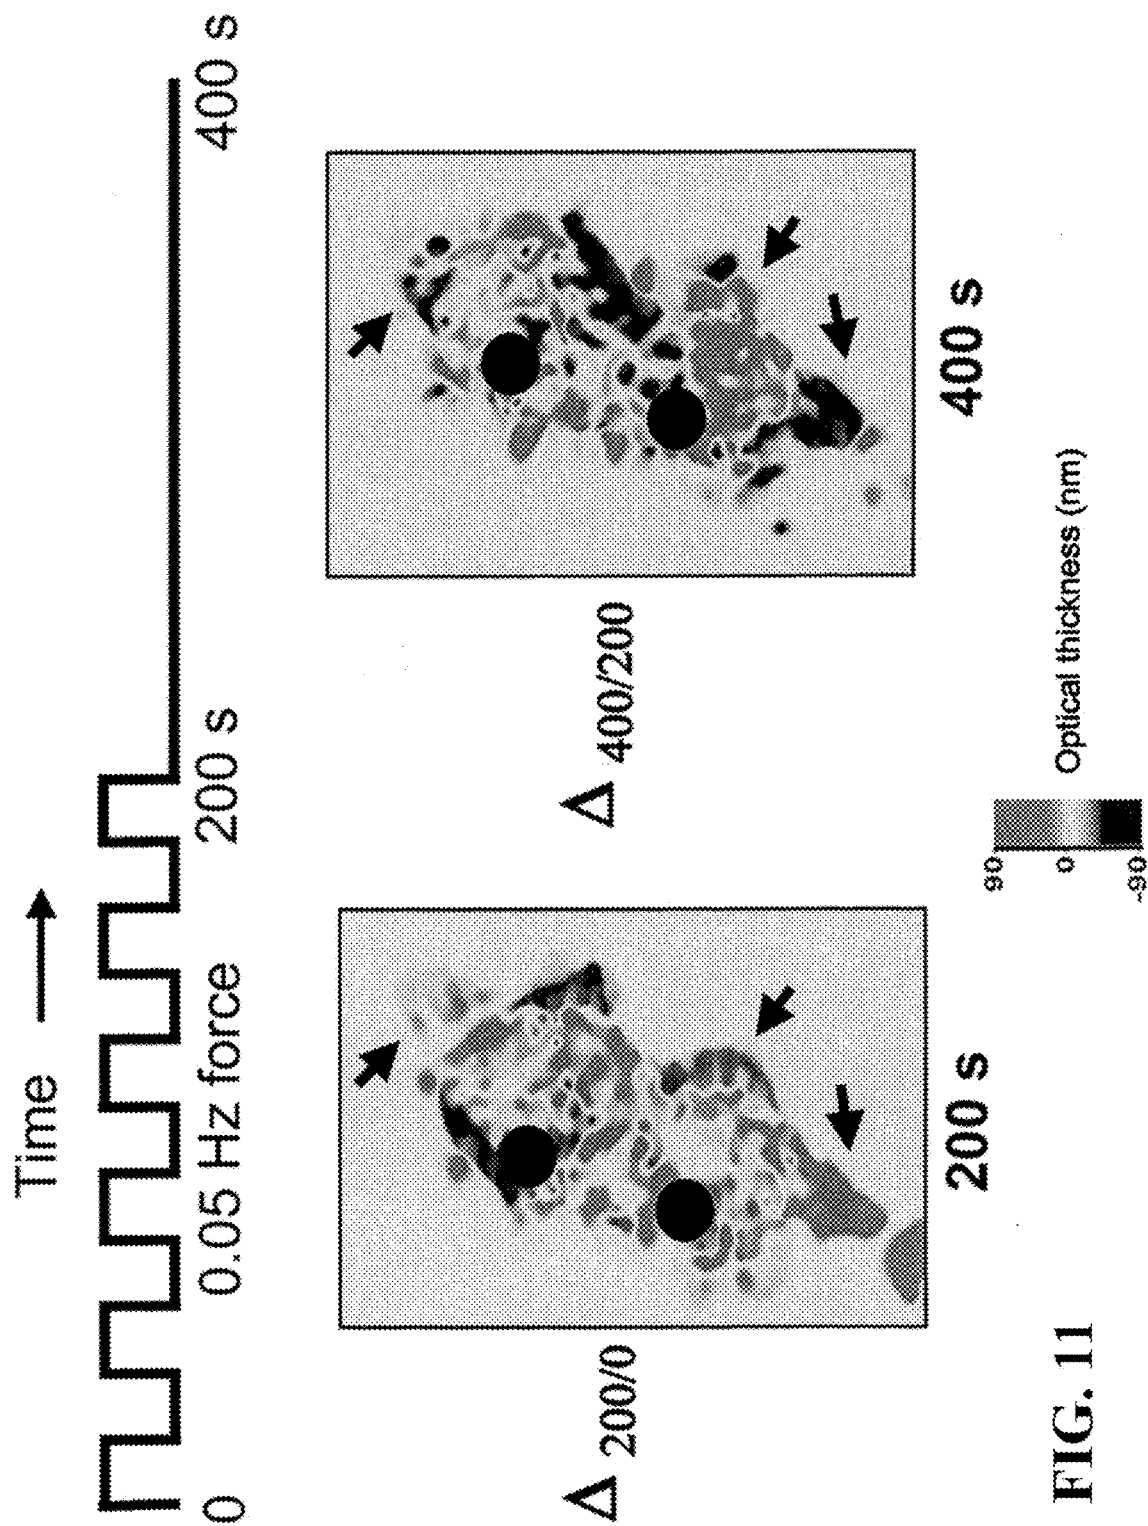 Time
0
0.05 Hz force
200 s
400 s
Δ 200/0
Δ 400/200
200 s
400 s
90
0
-90
Optical thickness (nm)
FIG. 11